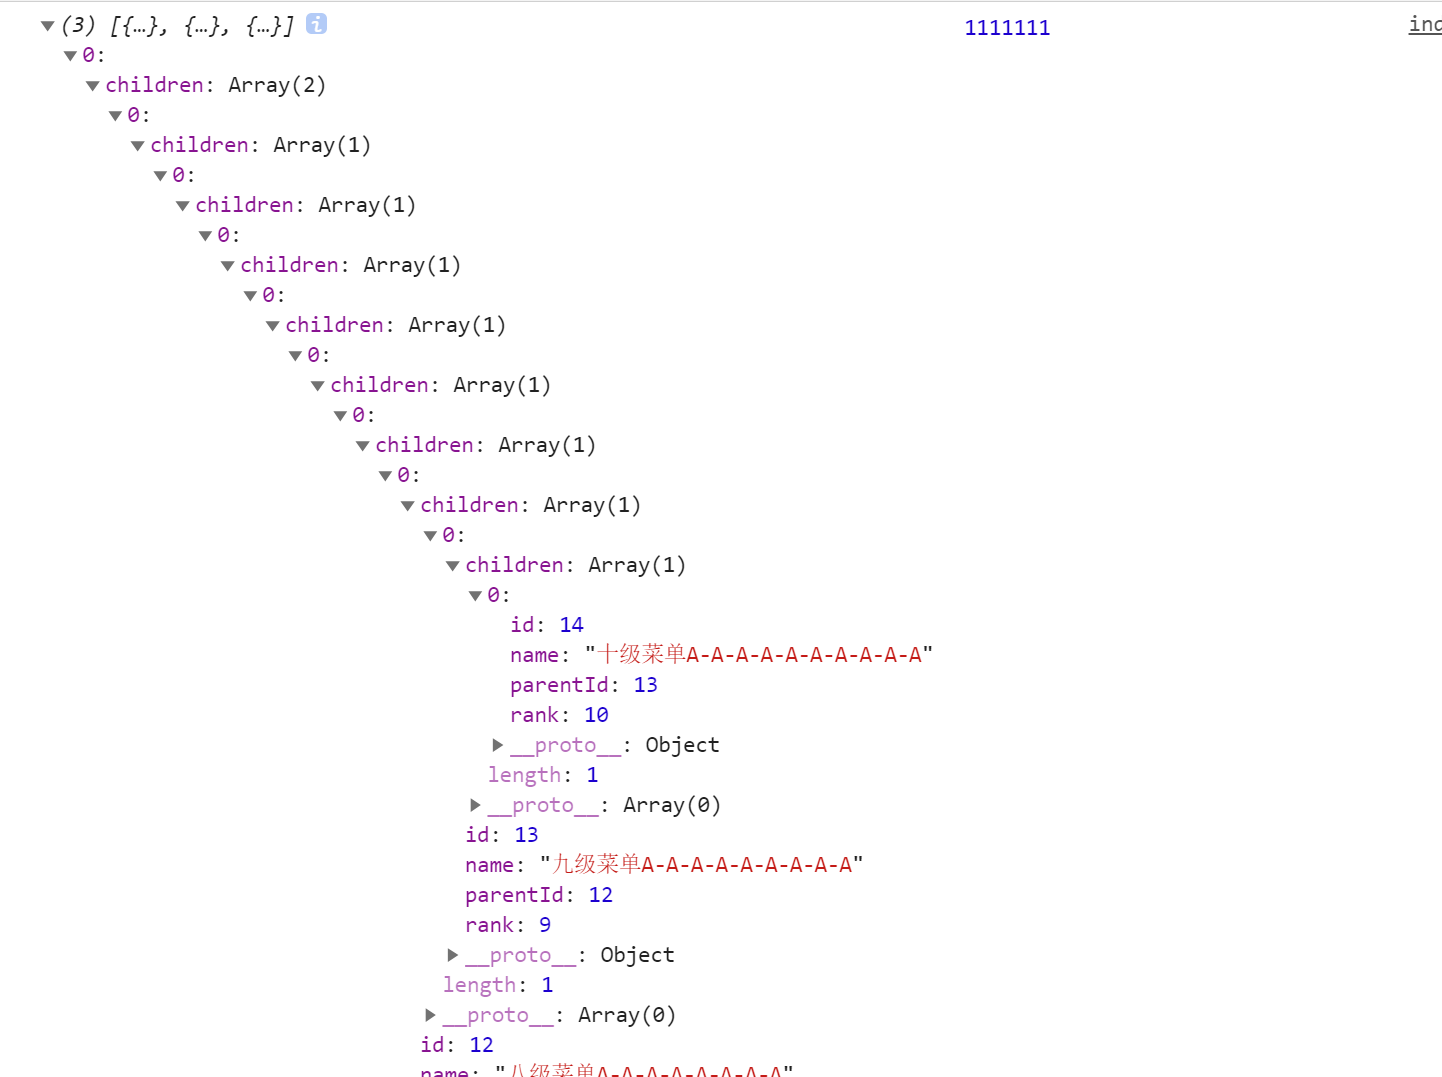 (3) [{…}, {…}, {…}] i 1111111
0:
children: Array(2)
0:
children: Array(1)
0:
children: Array(1)
0:
children: Array(1)
0:
children: Array(1)
0:
children: Array(1)
0:
children: Array(1)
0:
children: Array(1)
0:
children: Array(1)
0:
id: 14
name: "十级菜单A-A-A-A-A-A-A-A-A-A"
parentId: 13
rank: 10
__proto__: Object
length: 1
__proto__: Array(0)
id: 13
name: "九级菜单A-A-A-A-A-A-A-A-A"
parentId: 12
rank: 9
__proto__: Object
length: 1
__proto__: Array(0)
id: 12
name: "八级菜单A-A-A-A-A-A-A-A"